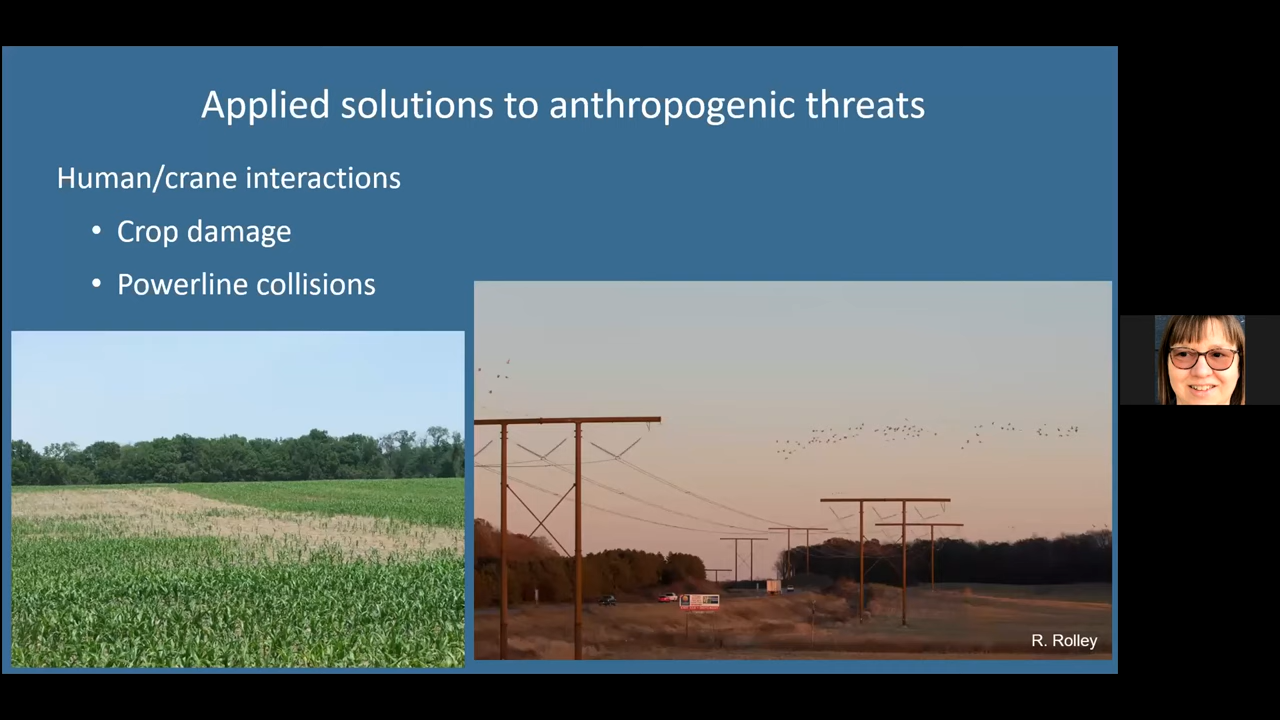 Applied solutions to anthropogenic threats
Human/crane interactions
• Crop damage
• Powerline collisions
R. Rolley